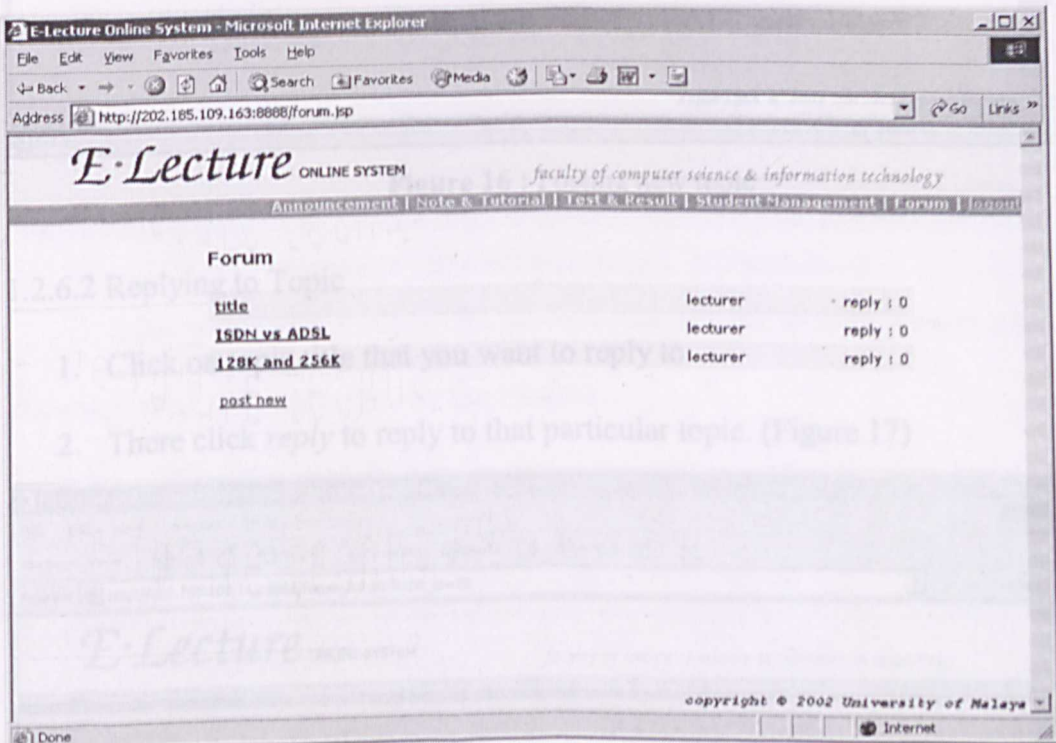 E-Lecture Online System - Microsoft Internet Explorer
File Edit View Favorites Tools Help
Back Search Favorites Media
Address http://202.185.109.163:8888/forum.jsp Go Links »
E-Lecture ONLINE SYSTEM faculty of computer science & information technology
Announcement | Note & Tutorial | Test & Result | Student Management | Forum | logout
Forum
1.2.6.2 Replying to Topic
title lecturer reply : 0
ISDN vs ADSL lecturer reply : 0
128K and 256K lecturer reply : 0
1. Click on title that you want to reply to
post new
2. There click reply to reply to that particular topic. (Figure 17)
E-Lecture
copyright © 2002 University of Malaya
Done Internet